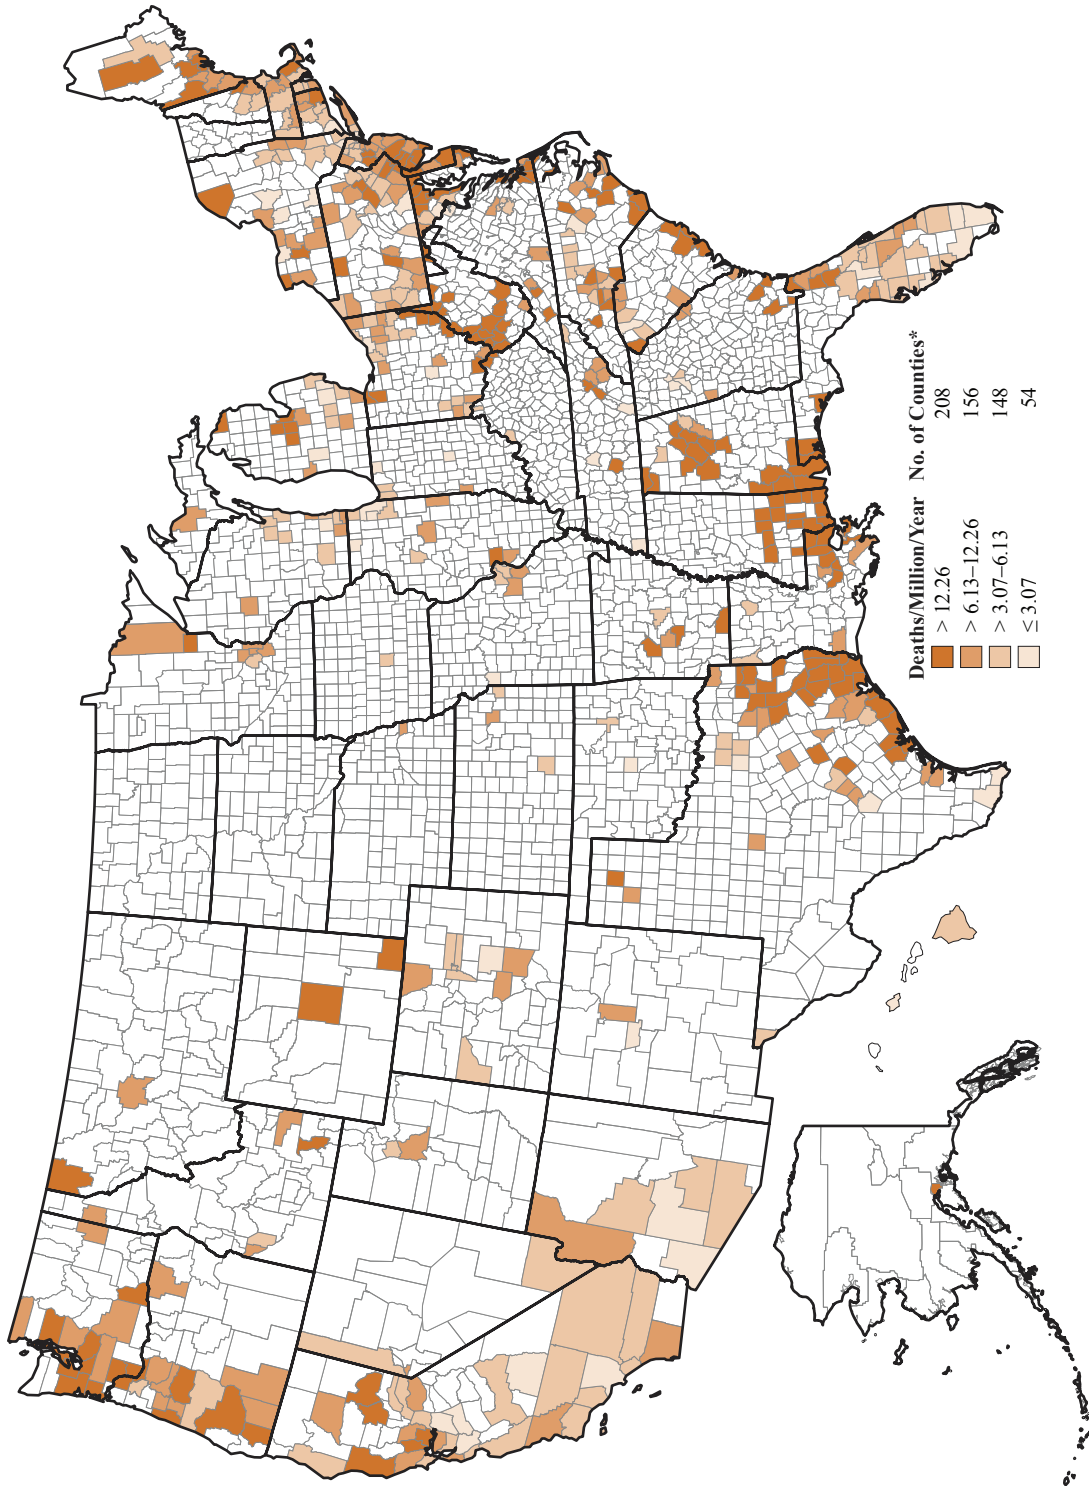 Deaths/Million/Year No. of Counties*
> 12.26 208
> 6.13–12.26 156
> 3.07–6.13 148
≤ 3.07 54